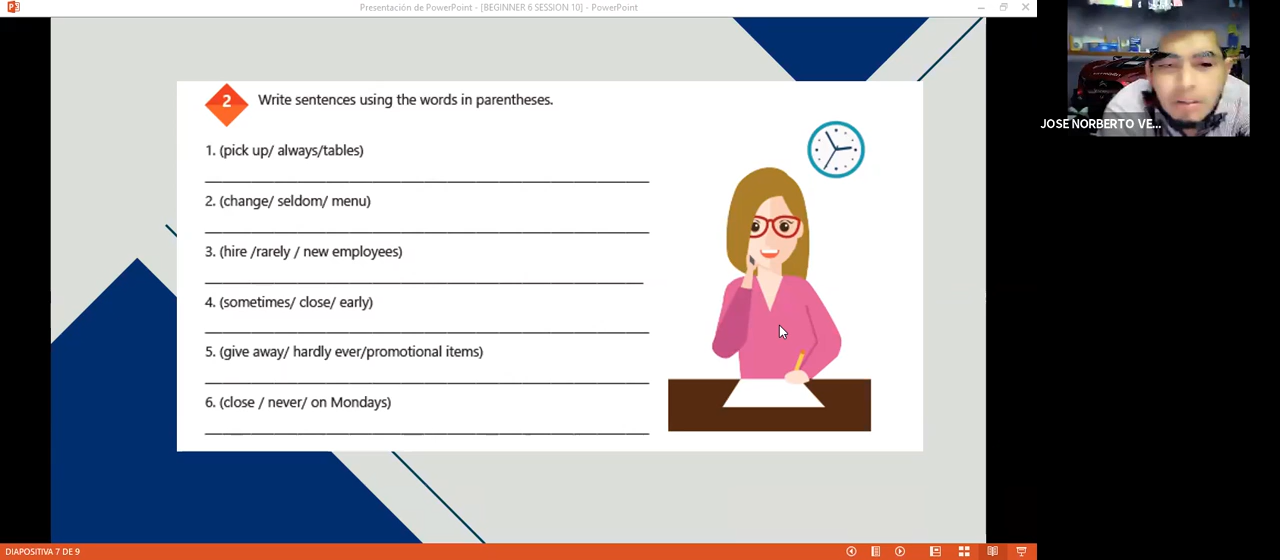 Presentación de PowerPoint - [BEGINNER 6 SESSION 10] - PowerPoint
2 Write sentences using the words in parentheses.
1. (pick up/ always/tables)
2. (change/ seldom/ menu)
3. (hire /rarely / new employees)
4. (sometimes/ close/ early)
5. (give away/ hardly ever/promotional items)
6. (close / never/ on Mondays)
JOSE NORBERTO VE...
DIAPOSITIVA 7 DE 9